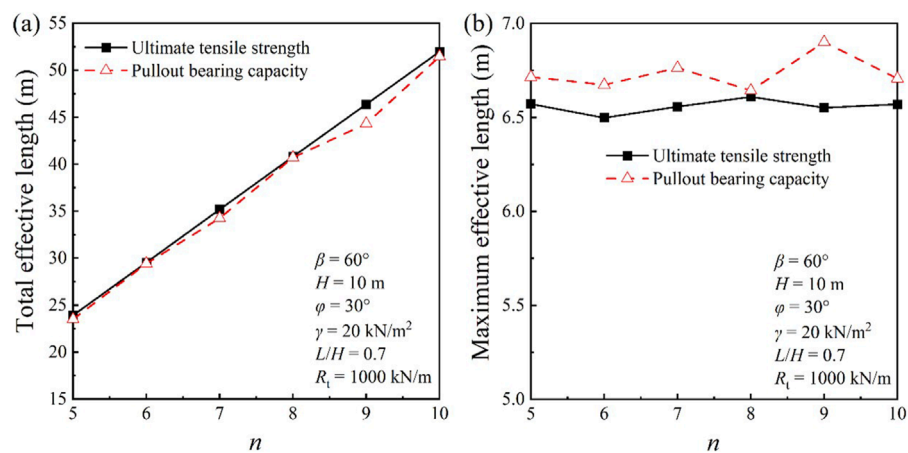 (a)
55
50
45
40
35
30
25
20
15
Total effective length (m)
Ultimate tensile strength
Pullout bearing capacity
β = 60°
H = 10 m
φ = 30°
γ = 20 kN/m²
L/H = 0.7
Rₜ = 1000 kN/m
5 6 7 8 9 10
n
(b)
7.0
6.5
6.0
5.5
5.0
Maximum effective length (m)
Ultimate tensile strength
Pullout bearing capacity
β = 60°
H = 10 m
φ = 30°
γ = 20 kN/m²
L/H = 0.7
Rₜ = 1000 kN/m
5 6 7 8 9 10
n